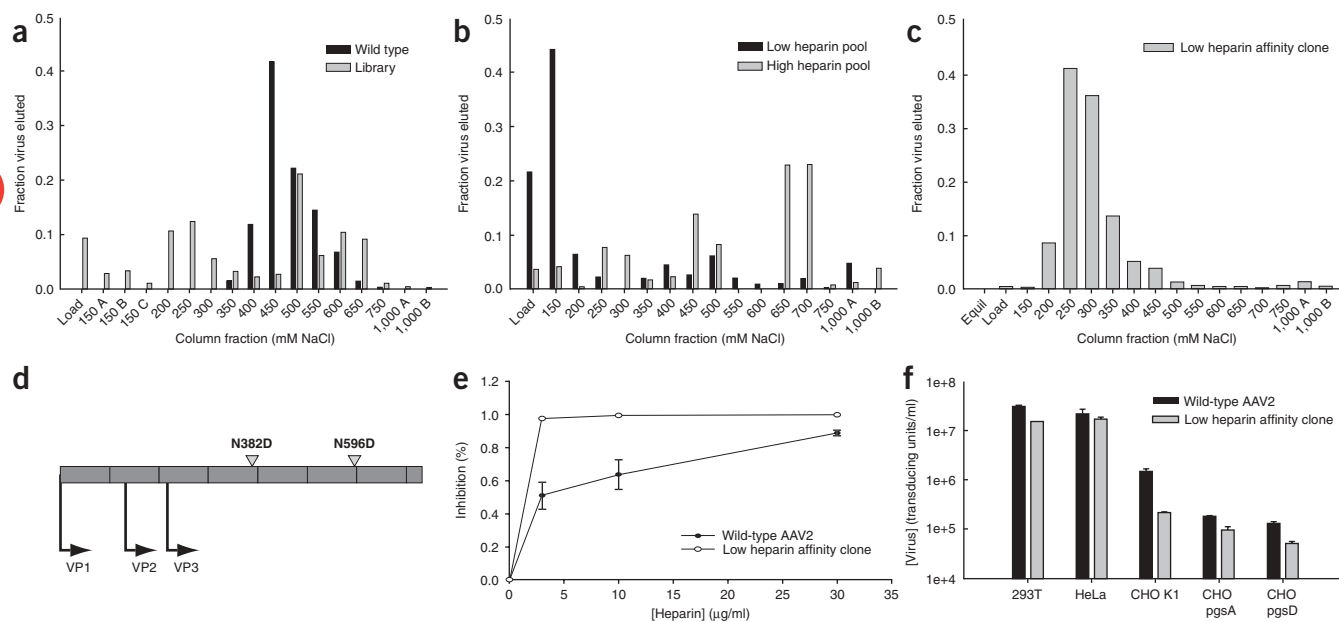 a
0.5
0.4
0.3
0.2
0.1
0.0
Fraction virus eluted
Wild type
Library
Load
150 A
150 B
150 C
200
250
300
350
400
450
500
550
600
650
750
1,000 A
1,000 B
Column fraction (mM NaCl)
b
0.5
0.4
0.3
0.2
0.1
0.0
Fraction virus eluted
Low heparin pool
High heparin pool
Load
150
200
250
300
350
400
450
500
550
600
650
700
750
1,000 A
1,000 B
Column fraction (mM NaCl)
c
0.5
0.4
0.3
0.2
0.1
0.0
Fraction virus eluted
Low heparin affinity clone
Equil
Load
150
200
250
300
350
400
450
500
550
600
650
700
750
1,000 A
1,000 B
Column fraction (mM NaCl)
d
N382D
N596D
VP1
VP2
VP3
e
1.2
1.0
0.8
0.6
0.4
0.2
0.0
Inhibition (%)
Wild-type AAV2
Low heparin affinity clone
0
5
10
15
20
25
30
35
[Heparin] (µg/ml)
f
1e+8
1e+7
1e+6
1e+5
1e+4
[Virus] (transducing units/ml)
Wild-type AAV2
Low heparin affinity clone
293T
HeLa
CHO K1
CHO
pgsA
CHO
pgsD